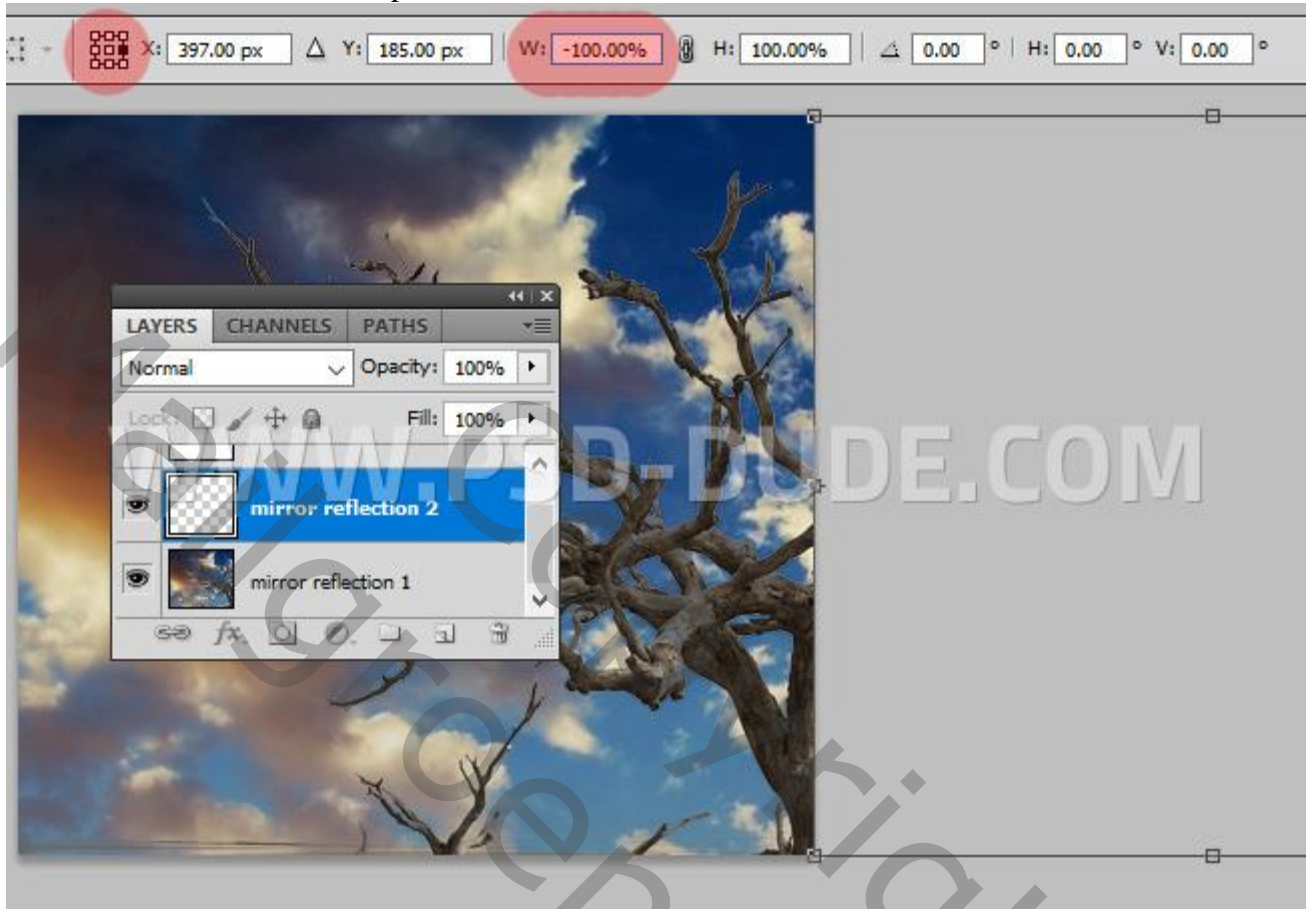 X: 397.00 px Δ Y: 185.00 px W: -100.00% H: 100.00% 0.00 ° H: 0.00 ° V: 0.00 °
LAYERS CHANNELS PATHS
Normal Opacity: 100%
Lock: Fill: 100%
WWW.PSD-DUDE.COM
mirror reflection 2
mirror reflection 1
fx.